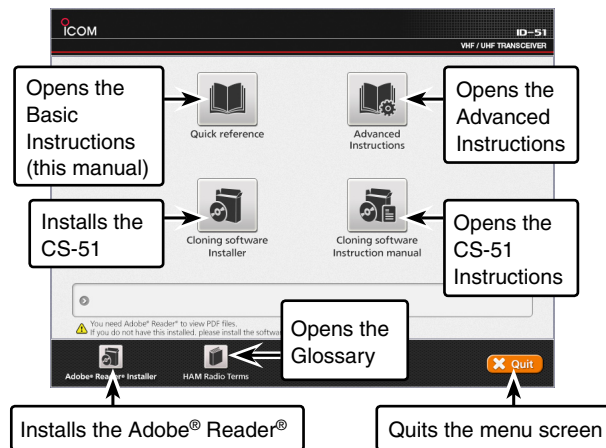 ICOM
ID-51
VHF / UHF TRANSCEIVER
Opens the
Basic
Instructions
(this manual)
Quick reference
Advanced
Instructions
Opens the
Advanced
Instructions
Installs the
CS-51
Cloning software
Installer
Cloning software
Instruction manual
Opens the
CS-51
Instructions
You need Adobe® Reader® to view PDF files.
If you do not have this installed, please install the softwa
Opens the
Glossary
Adobe® Reader® Installer
HAM Radio Terms
Quit
Installs the Adobe® Reader®
Quits the menu screen